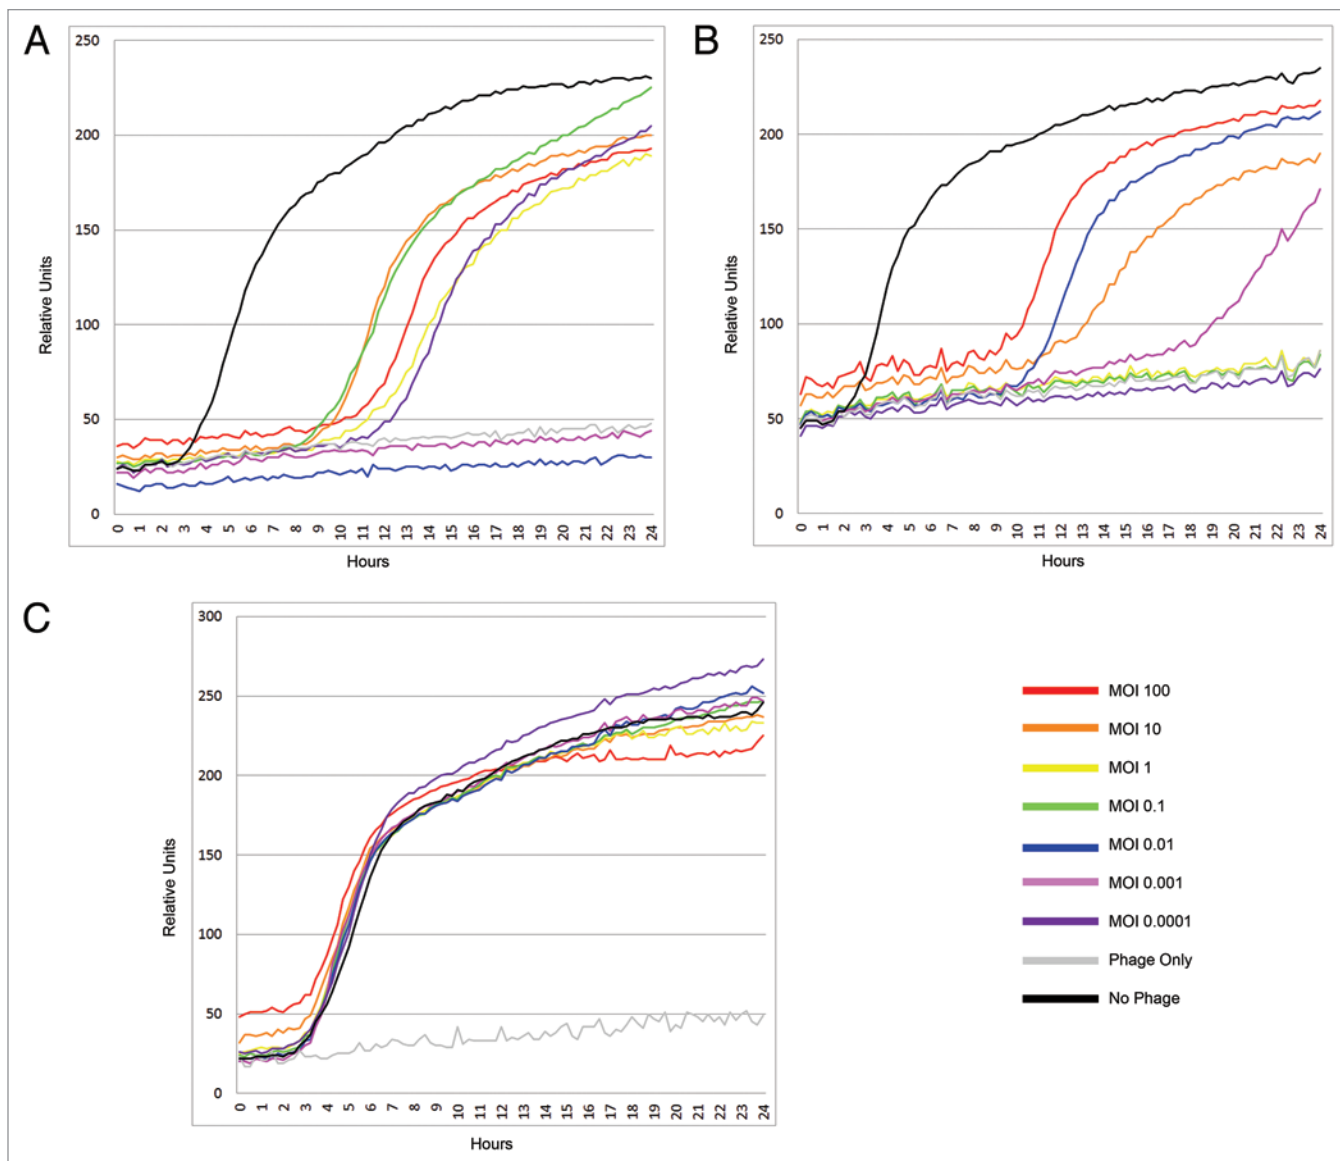 A
250
200
150
100
50
0
Relative Units
0 1 2 3 4 5 6 7 8 9 10 11 12 13 14 15 16 17 18 19 20 21 22 23 24
Hours
B
250
200
150
100
50
0
Relative Units
0 1 2 3 4 5 6 7 8 9 10 11 12 13 14 15 16 17 18 19 20 21 22 23 24
Hours
C
300
250
200
150
100
50
0
Relative Units
0 1 2 3 4 5 6 7 8 9 10 11 12 13 14 15 16 17 18 19 20 21 22 23 24
Hours
MOI 100
MOI 10
MOI 1
MOI 0.1
MOI 0.01
MOI 0.001
MOI 0.0001
Phage Only
No Phage